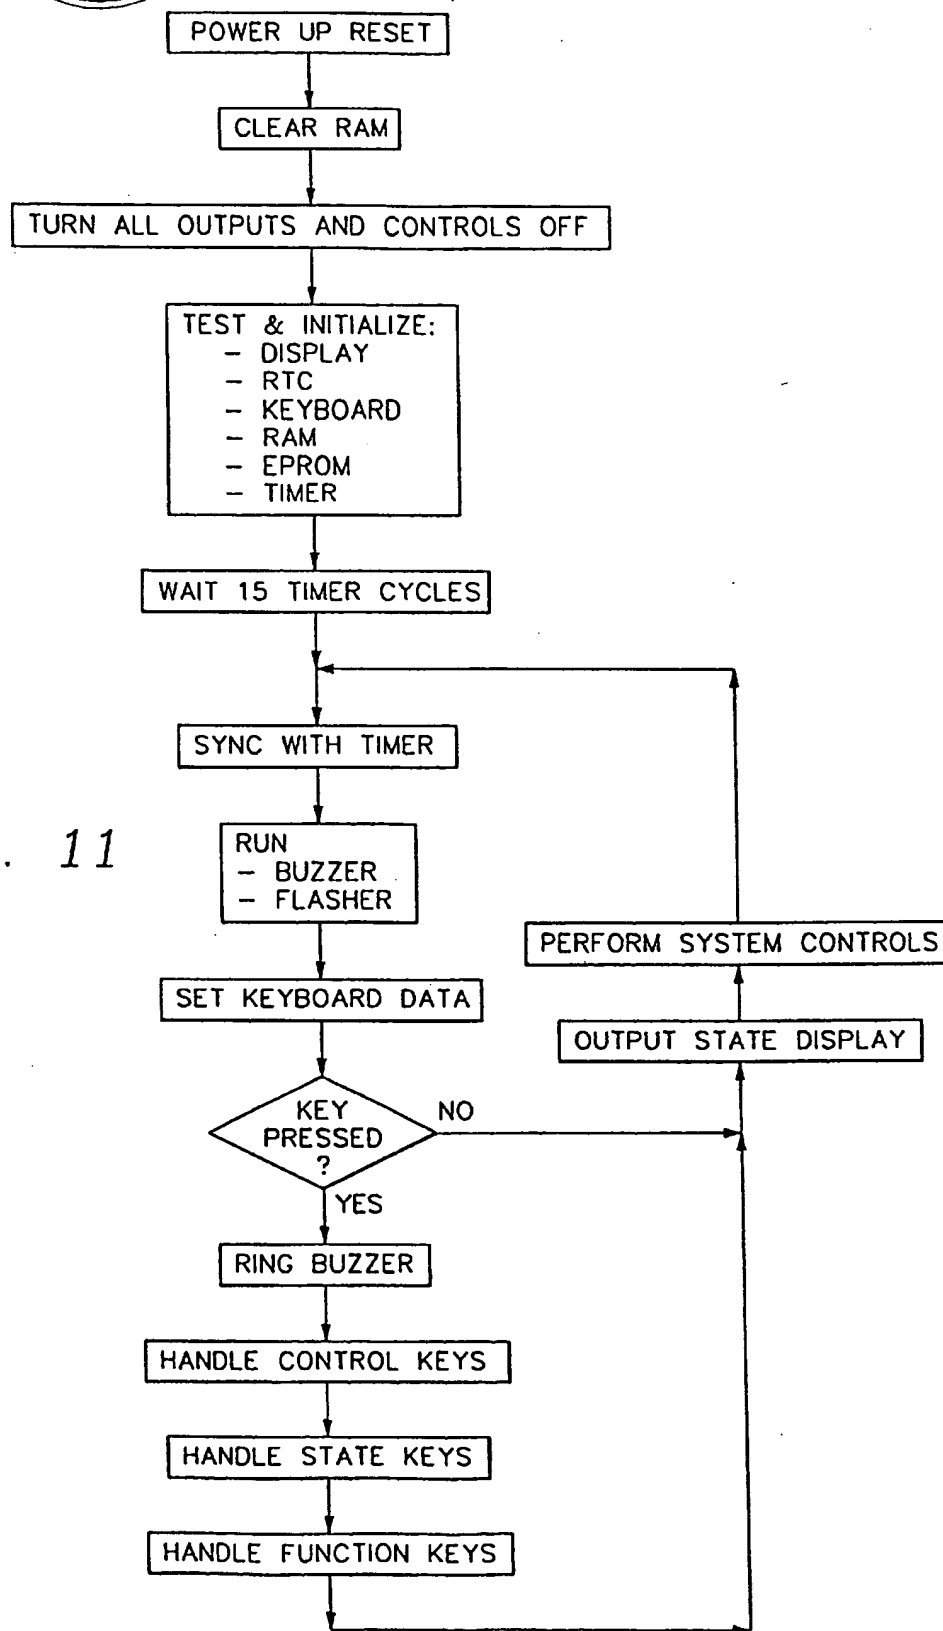 POWER UP RESET
CLEAR RAM
TURN ALL OUTPUTS AND CONTROLS OFF
TEST & INITIALIZE:
– DISPLAY
– RTC
– KEYBOARD
– RAM
– EPROM
– TIMER
WAIT 15 TIMER CYCLES
SYNC WITH TIMER
. 11
RUN
– BUZZER
– FLASHER
PERFORM SYSTEM CONTROLS
SET KEYBOARD DATA
OUTPUT STATE DISPLAY
KEY
PRESSED
?
NO
YES
RING BUZZER
HANDLE CONTROL KEYS
HANDLE STATE KEYS
HANDLE FUNCTION KEYS